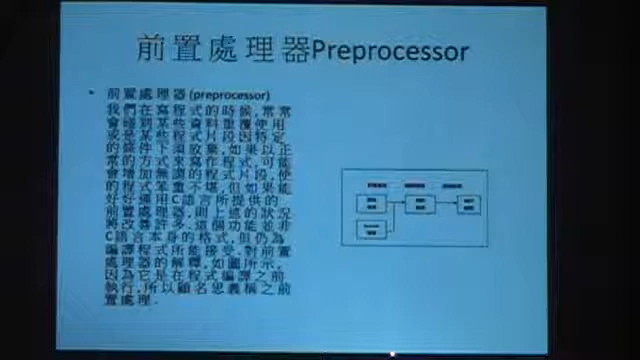 前置處理器Preprocessor
• 前置處理器(preprocessor)
我們在寫程式的時候,常常
會碰到某些資料重覆使用
或是某些程式片段因特定
的條件下須放棄,如果以正
常的方式來寫作程式,可能
會增加無謂的程式片段,使
的程式笨重不堪,但如果能
好好運用C語言所提供的
前置處理器,則上述的狀況
將改善許多.這個功能並非
C語言本身的格式,但仍為
編譯程式所能接受.對前置
處理器的解釋,如圖所示,
因為它是在程式編譯之前
執行,所以顧名思義稱之前
置處理.